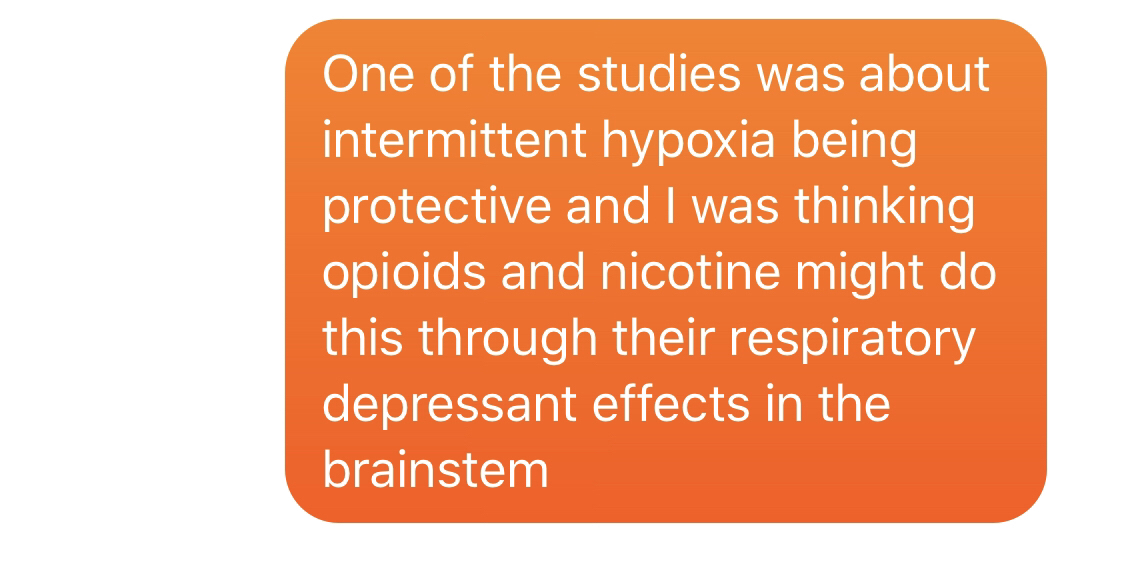 One of the studies was about
intermittent hypoxia being
protective and I was thinking
opioids and nicotine might do
this through their respiratory
depressant effects in the
brainstem